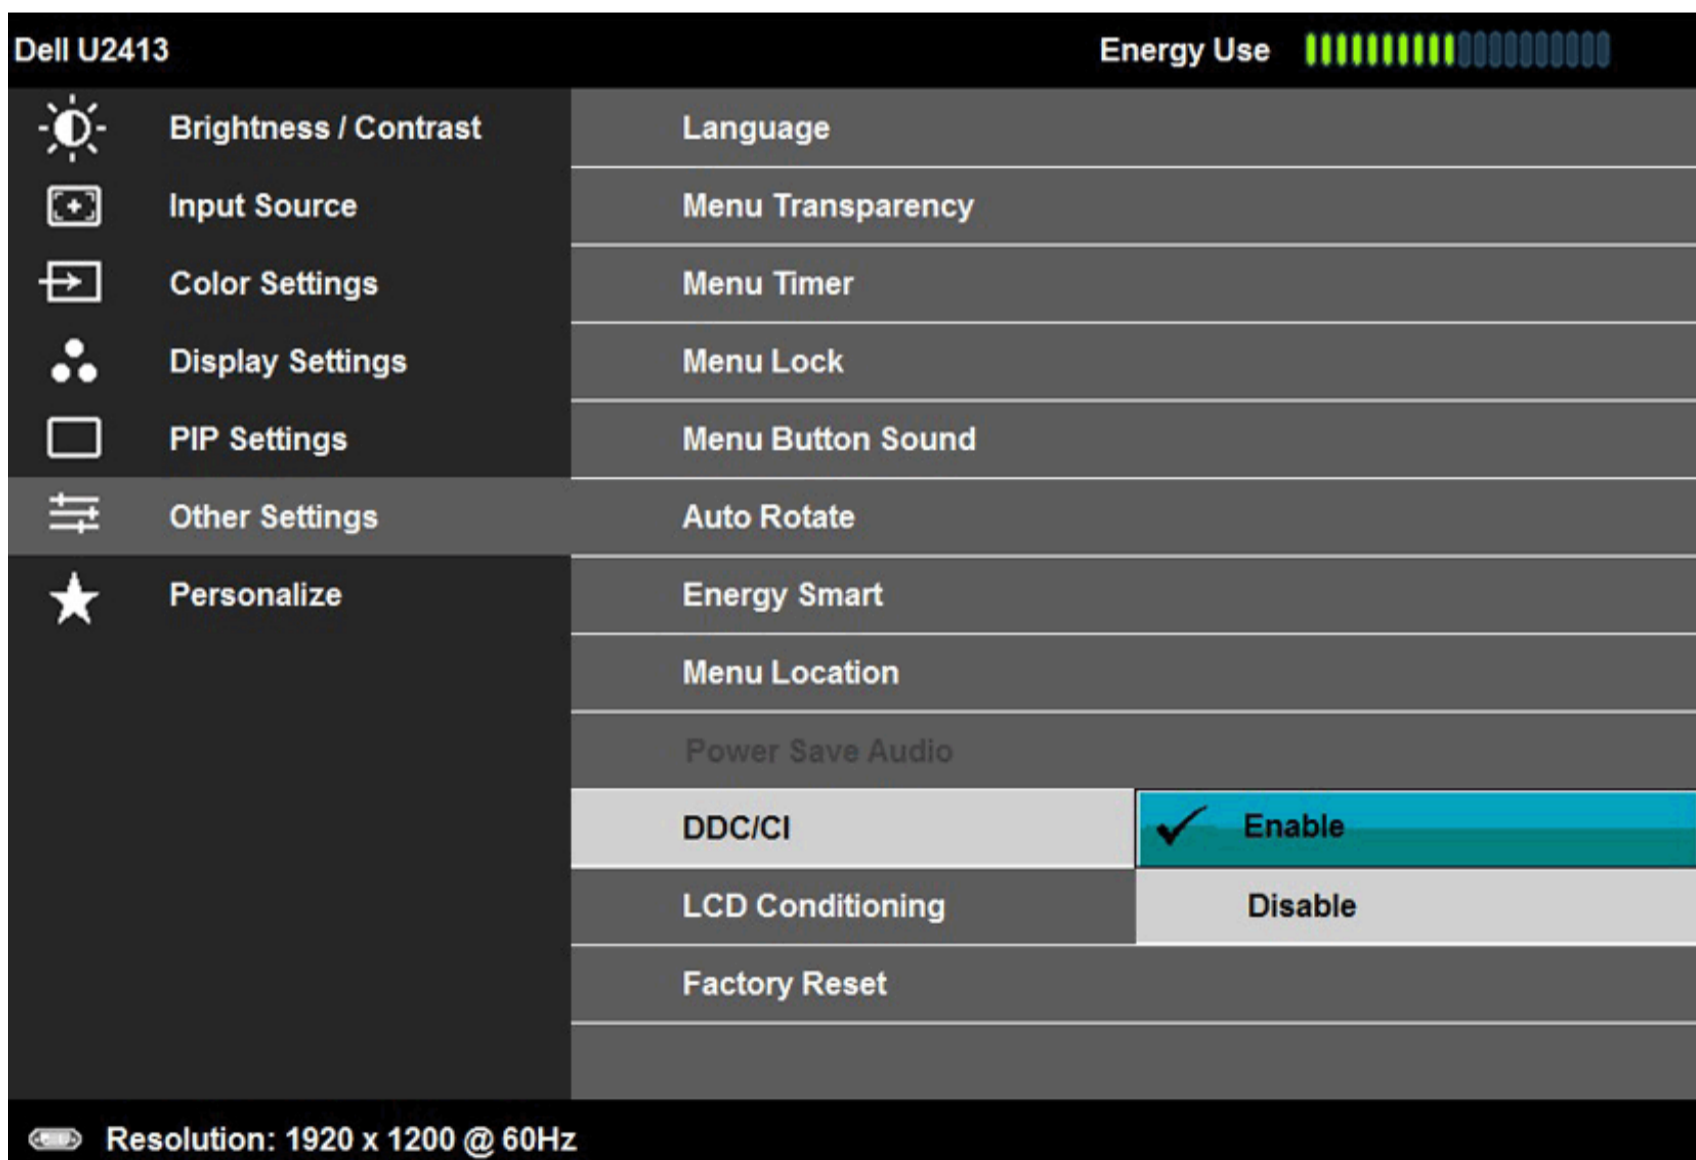 Dell U2413
Energy Use
Brightness / Contrast
Input Source
Color Settings
Display Settings
PIP Settings
Other Settings
Personalize
Language
Menu Transparency
Menu Timer
Menu Lock
Menu Button Sound
Auto Rotate
Energy Smart
Menu Location
Power Save Audio
DDC/CI
Enable
Disable
LCD Conditioning
Factory Reset
Resolution: 1920 x 1200 @ 60Hz